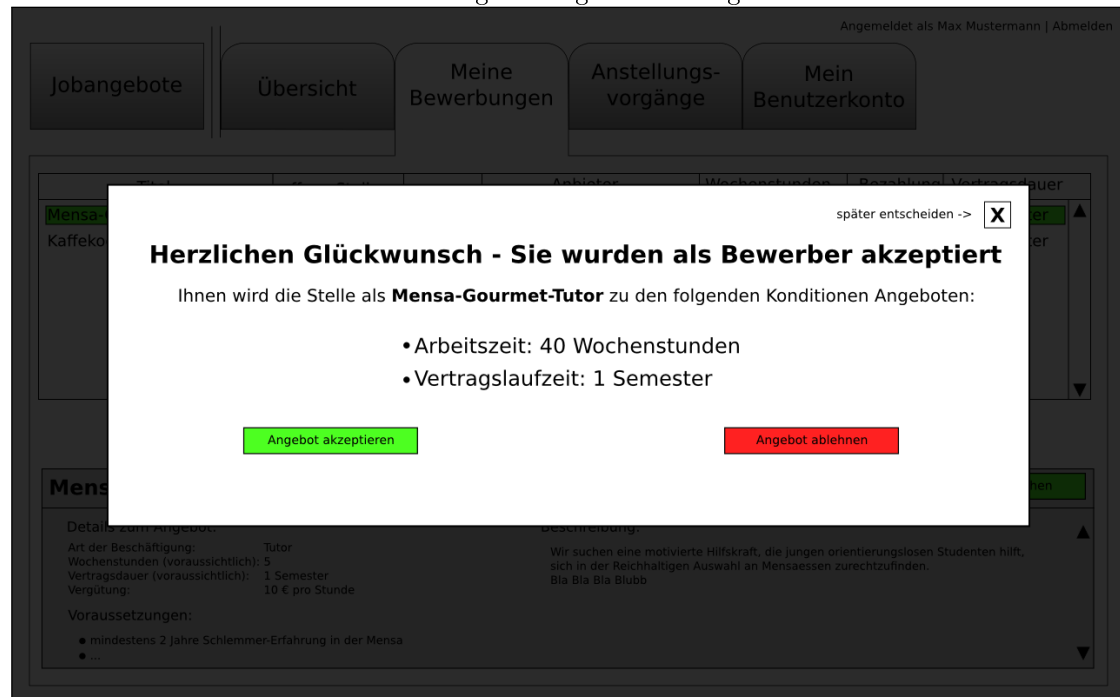 Angemeldet als Max Mustermann | Abmelden
Jobangebote
Übersicht
Meine
Bewerbungen
Anstellungs-
vorgänge
Mein
Benutzerkonto
Anbieter Wochenstunden Bezahlung
Mensa-
später entscheiden -> X
Herzlichen Glückwunsch - Sie wurden als Bewerber akzeptiert
Ihnen wird die Stelle als Mensa-Gourmet-Tutor zu den folgenden Konditionen Angeboten:
• Arbeitszeit: 40 Wochenstunden
• Vertragslaufzeit: 1 Semester
Angebot akzeptieren
Angebot ablehnen
Details zum Angebot:
Art der Beschäftigung: Tutor
Wochenstunden (voraussichtlich): 5
Vertragsdauer (voraussichtlich): 1 Semester
Vergütung: 10 € pro Stunde
Voraussetzungen:
• mindestens 2 Jahre Schlemmer-Erfahrung in der Mensa
• ...
Beschreibung:
Wir suchen eine motivierte Hilfskraft, die jungen orientierungslosen Studenten hilft,
sich in der Reichhaltigen Auswahl an Mensaessen zurechtzufinden.
Bla Bla Bla Blubb